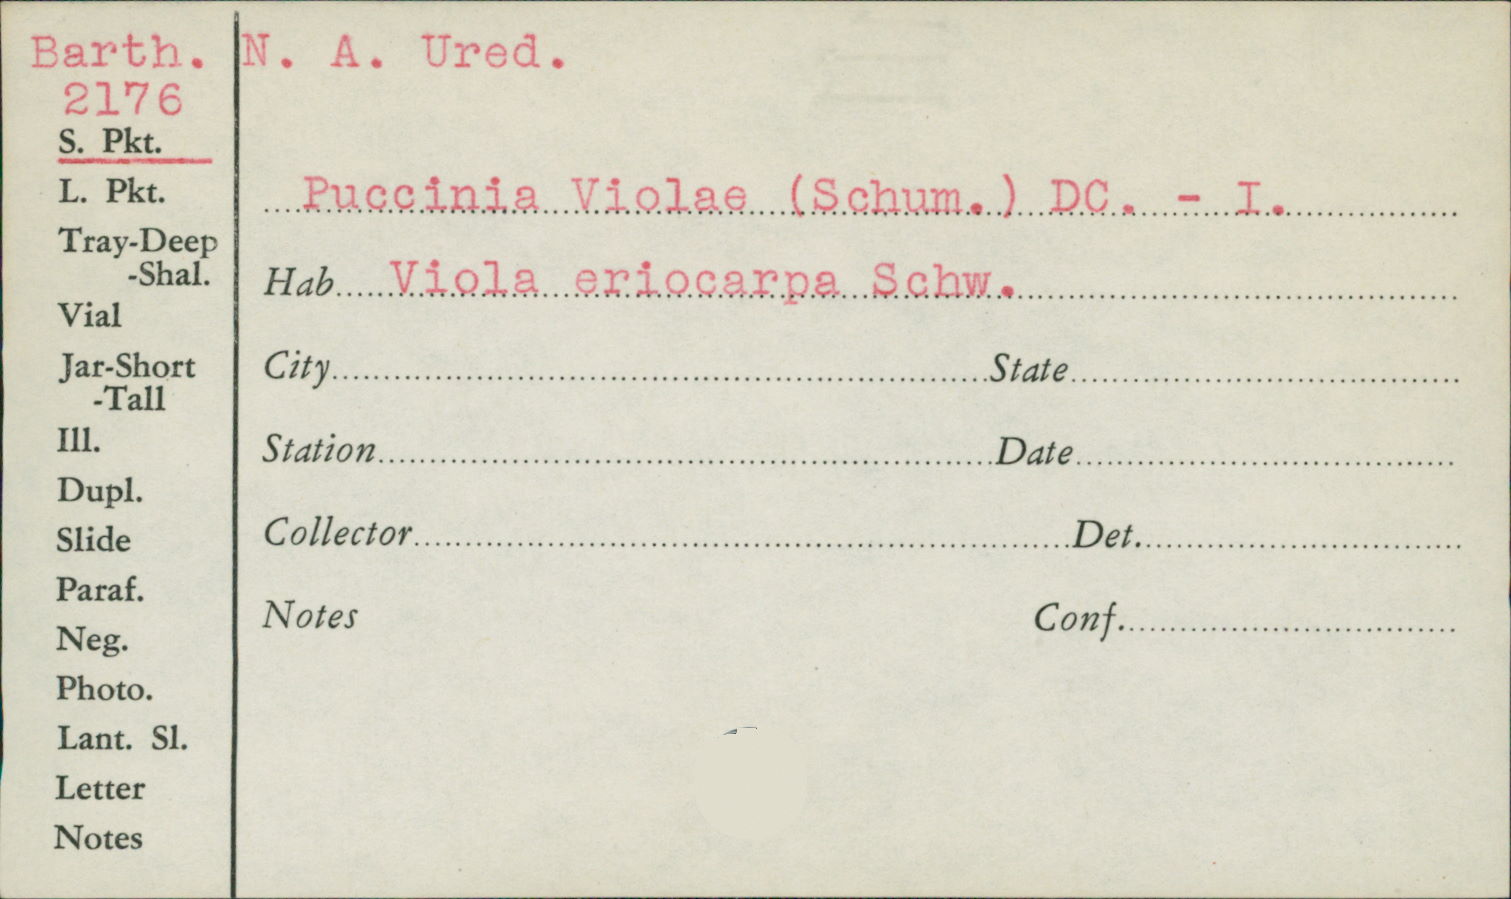 Barth. N. A. Ured.
2176
S. Pkt.
L. Pkt.
Tray-Deep
-Shal.
Vial
Jar-Short
-Tall
Ill.
Dupl.
Slide
Paraf.
Neg.
Photo.
Lant. Sl.
Letter
Notes
Puccinia Violae (Schum.) DC. - I.
Hab. Viola eriocarpa Schw.
City State
Station Date
Collector Det.
Notes Conf.